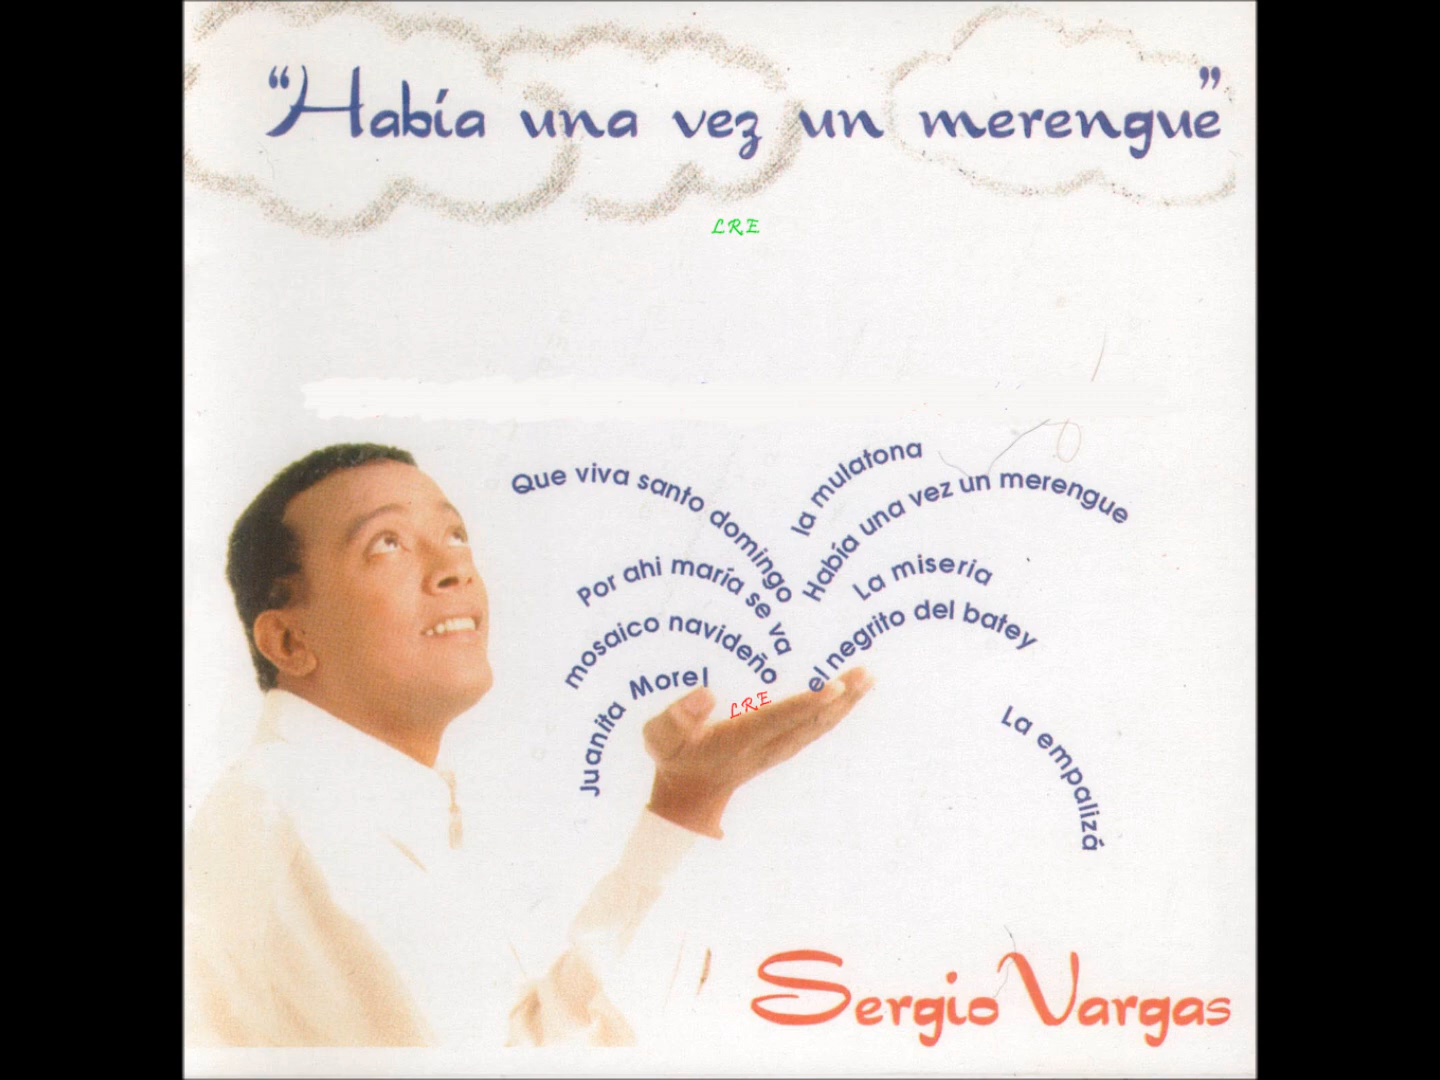 “Había una vez un merengue”
LRE
Que viva santo domingo
Por ahi maría se va
mosaico navideño
Juanita Morel
la mulatona
Había una vez un merengue
La miseria
el negrito del batey
La empalizá
LRE
Sergio Vargas